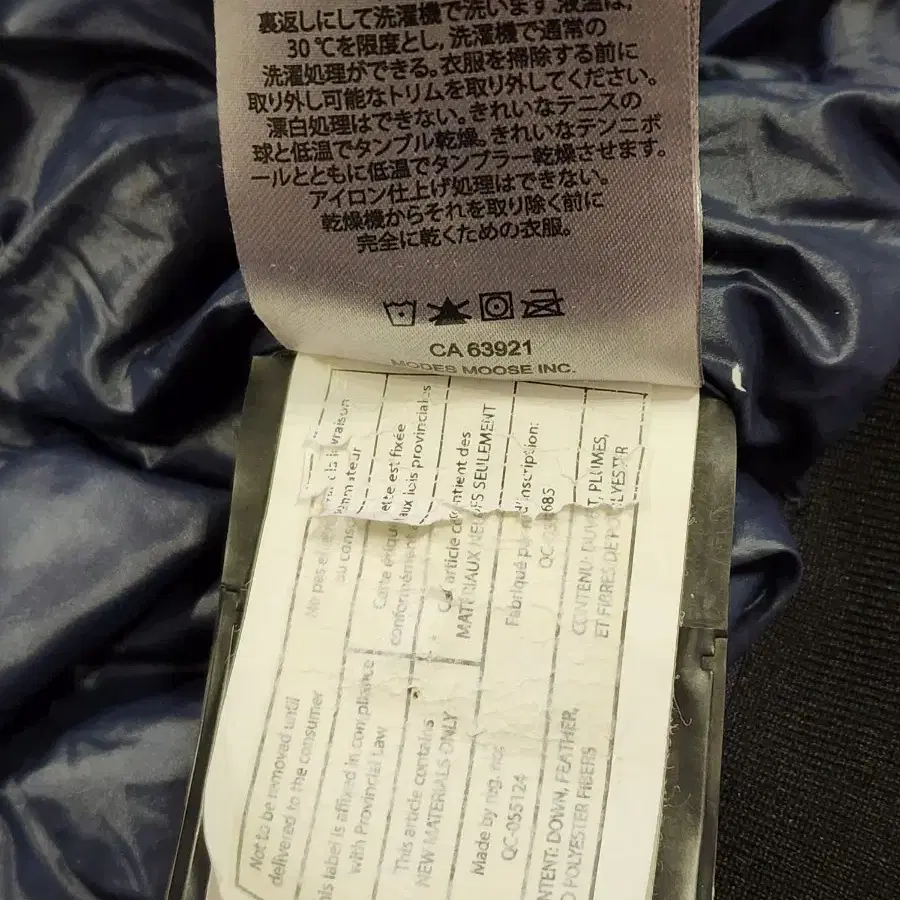 裏返しにして洗濯機で洗います.液温は,
30℃を限度とし,洗濯機で通常の
洗濯処理ができる。衣服を掃除する前に
取り外し可能なトリムを取り外してください。
漂白処理はできない。きれいなテニスの
球と低温でタンブル乾燥。きれいなテンニボ
ールとともに低温でタンブラー乾燥させます。
アイロン仕上げ処理はできない。
乾燥機からそれを取り除く前に
完全に乾くための衣服。
CA 63921
MODES MOOSE INC.
Ne pas
au
Cette
conformément aux lois provinciales
est fixée
Cet article contient des
MATÉRIAUX NEUFS SEULEMENT
Fabriqué
d'inscription:
CONTENU: DUVET, PLUMES,
ET FIBRES DE POLYESTER
Not to be removed until
delivered to the consumer
This label is affixed in compliance
with Provincial Law
This article contains
NEW MATERIALS ONLY
Made by reg. no.
QC-055124
CONTENT: DOWN, FEATHER,
POLYESTER FIBERS